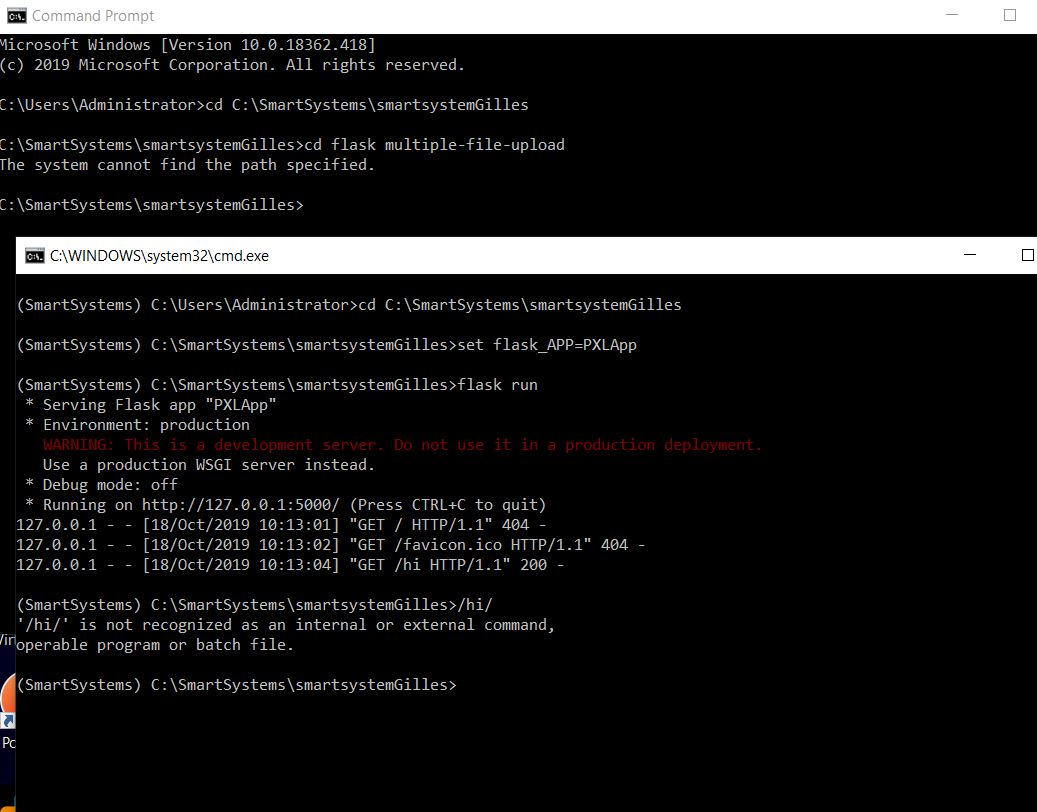 Command Prompt
Microsoft Windows [Version 10.0.18362.418]
(c) 2019 Microsoft Corporation. All rights reserved.
C:\Users\Administrator>cd C:\SmartSystems\smartsystemGilles
C:\SmartSystems\smartsystemGilles>cd flask multiple-file-upload
The system cannot find the path specified.
C:\SmartSystems\smartsystemGilles>
C:\WINDOWS\system32\cmd.exe
(SmartSystems) C:\Users\Administrator>cd C:\SmartSystems\smartsystemGilles
(SmartSystems) C:\SmartSystems\smartsystemGilles>set flask_APP=PXLApp
(SmartSystems) C:\SmartSystems\smartsystemGilles>flask run
* Serving Flask app "PXLApp"
* Environment: production
WARNING: This is a development server. Do not use it in a production deployment.
Use a production WSGI server instead.
* Debug mode: off
* Running on http://127.0.0.1:5000/ (Press CTRL+C to quit)
127.0.0.1 - - [18/Oct/2019 10:13:01] "GET / HTTP/1.1" 404 -
127.0.0.1 - - [18/Oct/2019 10:13:02] "GET /favicon.ico HTTP/1.1" 404 -
127.0.0.1 - - [18/Oct/2019 10:13:04] "GET /hi HTTP/1.1" 200 -
(SmartSystems) C:\SmartSystems\smartsystemGilles>/hi/
'/hi/' is not recognized as an internal or external command,
operable program or batch file.
(SmartSystems) C:\SmartSystems\smartsystemGilles>